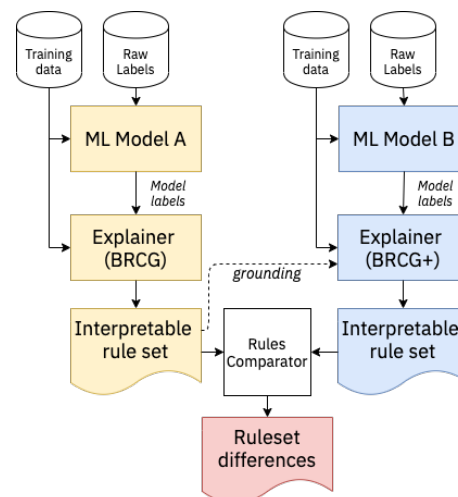 Training
data
Raw
Labels
Training
data
Raw
Labels
ML Model A
ML Model B
Model
labels
Model
labels
Explainer
(BRCG)
Explainer
(BRCG+)
grounding
Interpretable
rule set
Rules
Comparator
Interpretable
rule set
Ruleset
differences